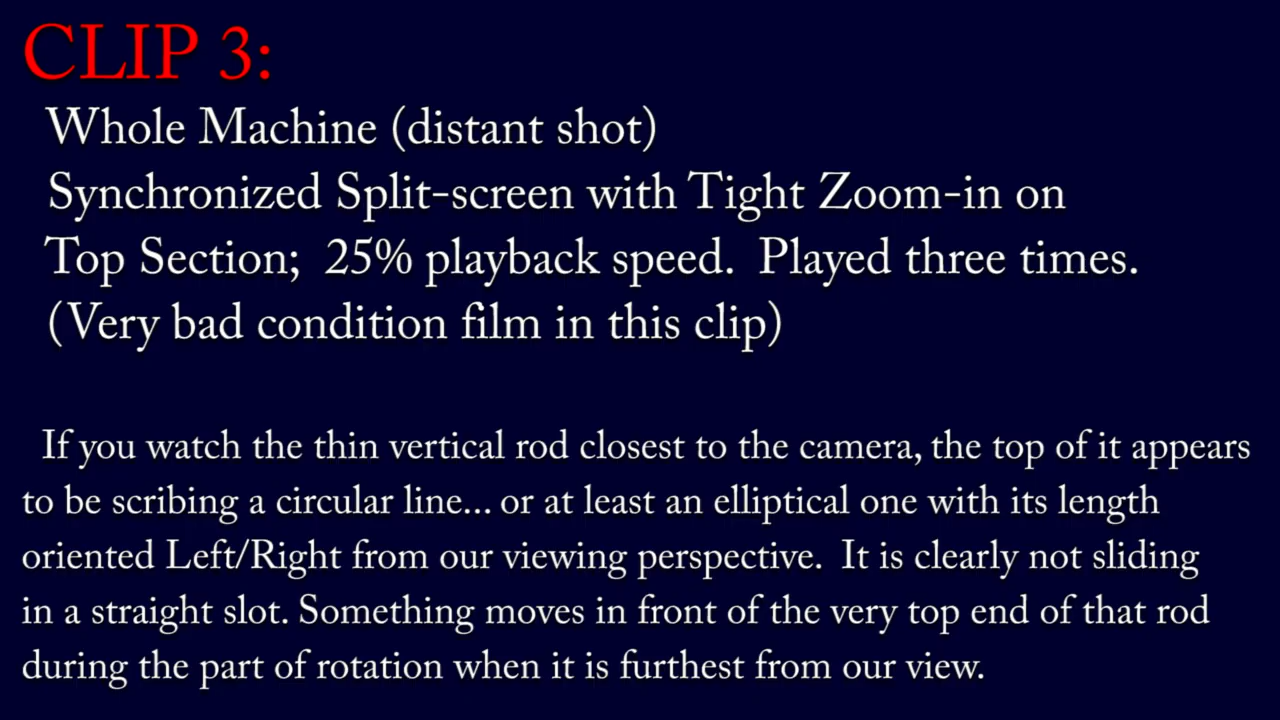 CLIP 3:
Whole Machine (distant shot)
Synchronized Split-screen with Tight Zoom-in on
Top Section; 25% playback speed. Played three times.
(Very bad condition film in this clip)
If you watch the thin vertical rod closest to the camera, the top of it appears
to be scribing a circular line... or at least an elliptical one with its length
oriented Left/Right from our viewing perspective. It is clearly not sliding
in a straight slot. Something moves in front of the very top end of that rod
during the part of rotation when it is furthest from our view.